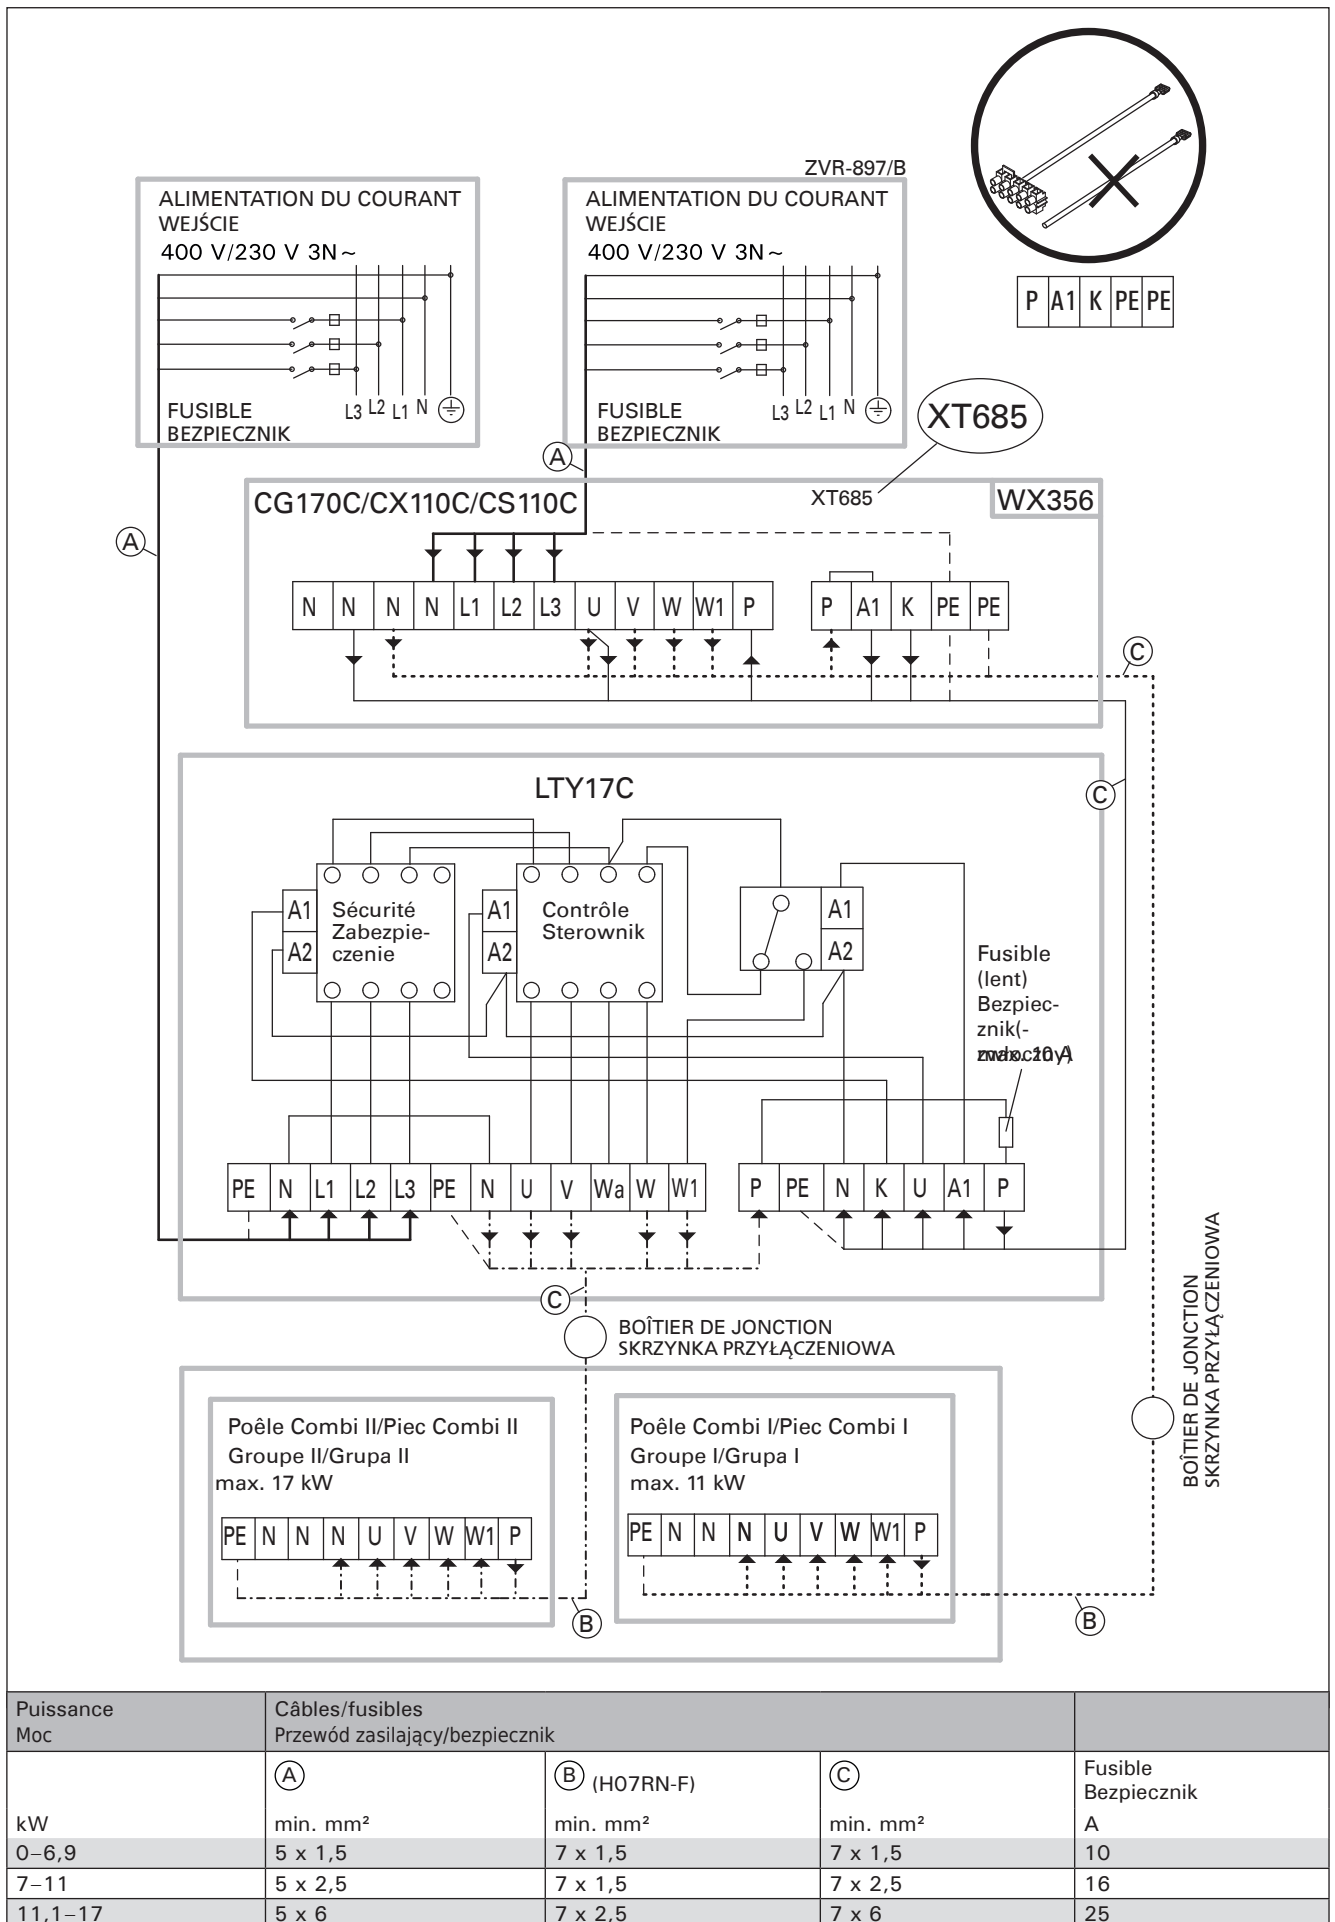 ZVR-897/B
ALIMENTATION DU COURANT
WEJŚCIE
400 V/230 V 3N~
FUSIBLE
BEZPIECZNIK
L3 L2 L1 N
ALIMENTATION DU COURANT
WEJŚCIE
400 V/230 V 3N~
FUSIBLE
BEZPIECZNIK
L3 L2 L1 N
P A1 K PE PE
XT685
A
A
CG170C/CX110C/CS110C
XT685
WX356
N N N N L1 L2 L3 U V W W1 P
P A1 K PE PE
C
LTY17C
C
A1
A2
Sécurité
Zabezpie-
czenie
A1
A2
Contrôle
Sterownik
A1
A2
Fusible
(lent)
Bezpiec-
znik(-
PE N L1 L2 L3 PE N U V Wa W W1
P PE N K U A1 P
C
BOÎTIER DE JONCTION
SKRZYNKA PRZYŁĄCZENIOWA
BOÎTIER DE JONCTION
SKRZYNKA PRZYŁĄCZENIOWA
Poêle Combi II/Piec Combi II
Groupe II/Grupa II
max. 17 kW
PE N N N U V W W1 P
B
Poêle Combi I/Piec Combi I
Groupe I/Grupa I
max. 11 kW
PE N N N U V W W1 P
B
Puissance
Moc
Câbles/fusibles
Przewód zasilający/bezpiecznik
A B (H07RN-F) C Fusible
Bezpiecznik
kW min. mm² min. mm² min. mm² A
0–6,9 5 x 1,5 7 x 1,5 7 x 1,5 10
7–11 5 x 2,5 7 x 1,5 7 x 2,5 16
11,1–17 5 x 6 7 x 2,5 7 x 6 25